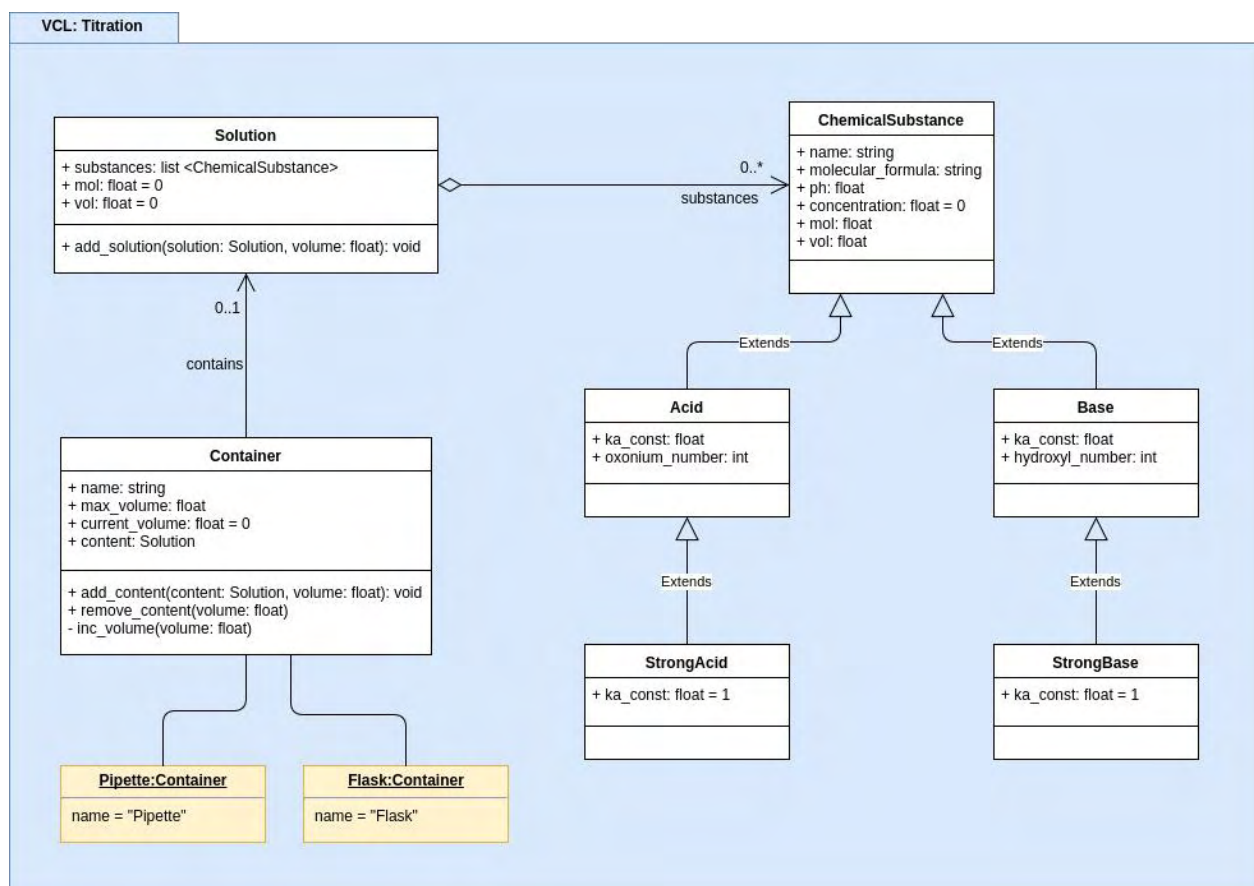 VCL: Titration
Solution
+ substances: list <ChemicalSubstance>
+ mol: float = 0
+ vol: float = 0
+ add_solution(solution: Solution, volume: float): void
0..*
substances
ChemicalSubstance
+ name: string
+ molecular_formula: string
+ ph: float
+ concentration: float = 0
+ mol: float
+ vol: float
0..1
contains
Extends
Extends
Container
+ name: string
+ max_volume: float
+ current_volume: float = 0
+ content: Solution
+ add_content(content: Solution, volume: float): void
+ remove_content(volume: float)
- inc_volume(volume: float)
Acid
+ ka_const: float
+ oxonium_number: int
Base
+ ka_const: float
+ hydroxyl_number: int
Extends
Extends
StrongAcid
+ ka_const: float = 1
StrongBase
+ ka_const: float = 1
Pipette:Container
name = "Pipette"
Flask:Container
name = "Flask"